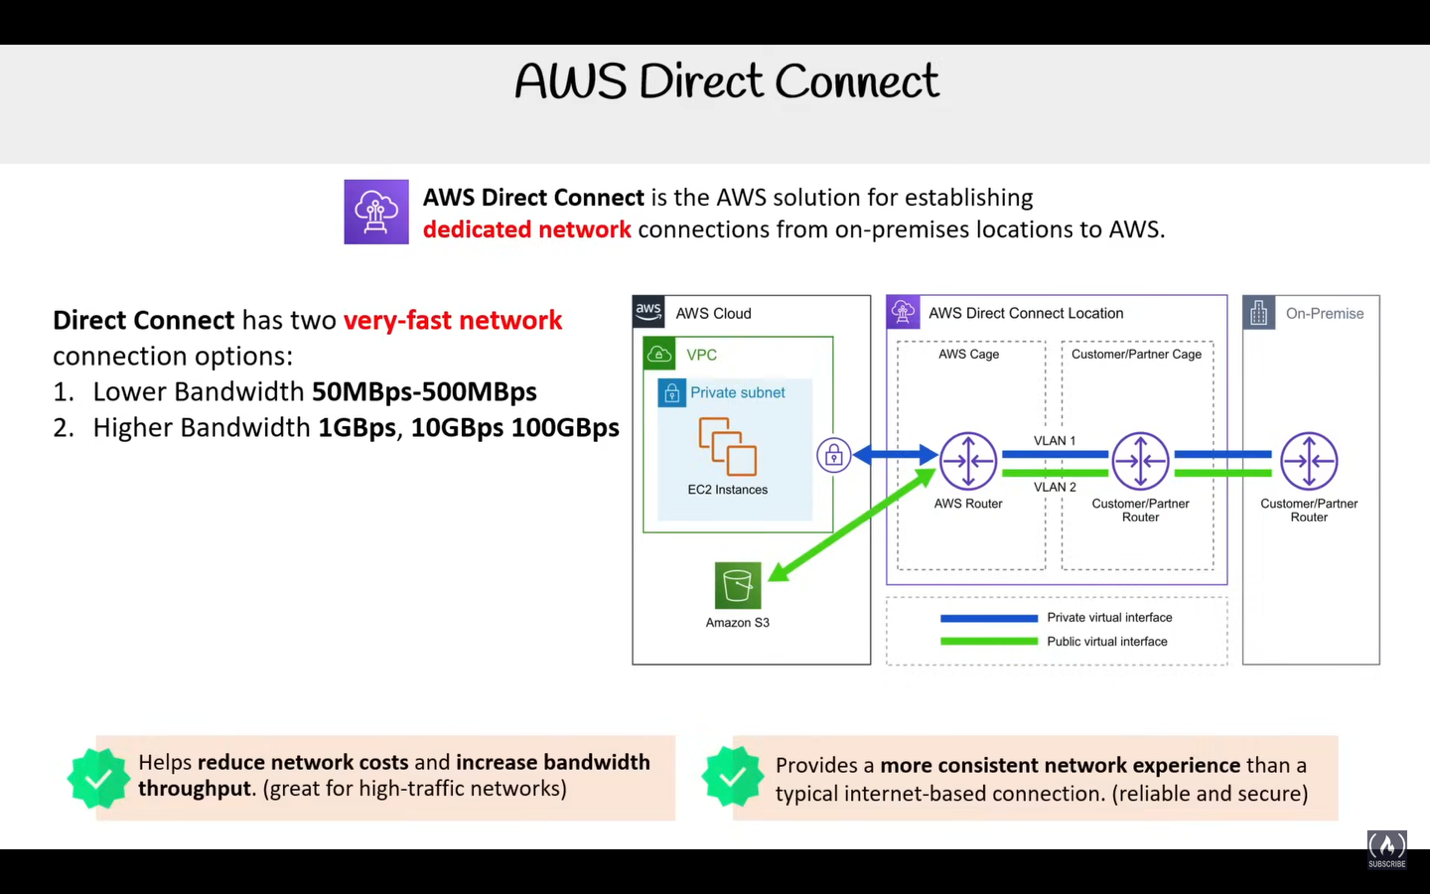 AWS Direct Connect
AWS Direct Connect is the AWS solution for establishing
dedicated network connections from on-premises locations to AWS.
Direct Connect has two very-fast network
connection options:
1. Lower Bandwidth 50MBps-500MBps
2. Higher Bandwidth 1GBps, 10GBps 100GBps
aws AWS Cloud
VPC
Private subnet
EC2 Instances
Amazon S3
AWS Direct Connect Location
AWS Cage
Customer/Partner Cage
VLAN 1
VLAN 2
AWS Router
Customer/Partner
Router
On-Premise
Customer/Partner
Router
Private virtual interface
Public virtual interface
Helps reduce network costs and increase bandwidth
throughput. (great for high-traffic networks)
Provides a more consistent network experience than a
typical internet-based connection. (reliable and secure)
SUBSCRIBE